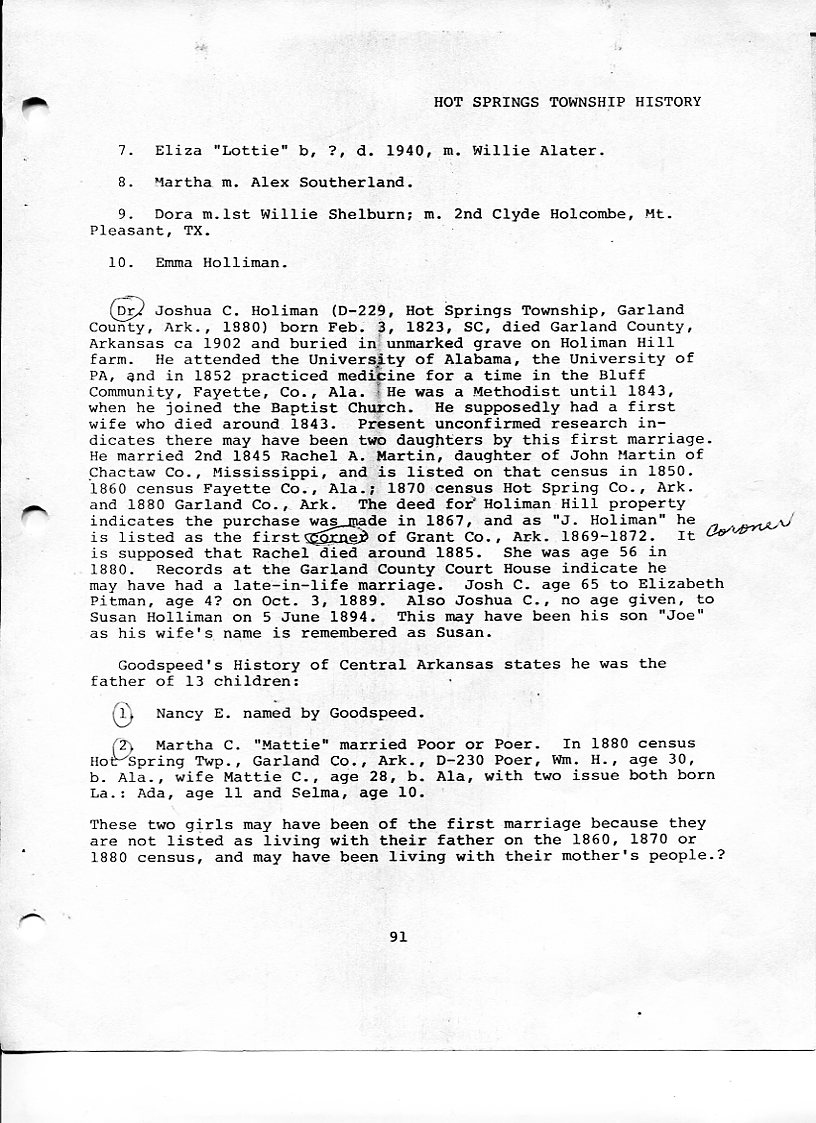 HOT SPRINGS TOWNSHIP HISTORY
7. Eliza "Lottie" b, ?, d. 1940, m. Willie Alater.
8. Martha m. Alex Southerland.
9. Dora m.1st Willie Shelburn; m. 2nd Clyde Holcombe, Mt.
Pleasant, TX.
10. Emma Holliman.
Dr. Joshua C. Holiman (D-229, Hot Springs Township, Garland
County, Ark., 1880) born Feb. 3, 1823, SC, died Garland County,
Arkansas ca 1902 and buried in unmarked grave on Holiman Hill
farm. He attended the University of Alabama, the University of
PA, and in 1852 practiced medicine for a time in the Bluff
Community, Fayette, Co., Ala. He was a Methodist until 1843,
when he joined the Baptist Church. He supposedly had a first
wife who died around 1843. Present unconfirmed research in-
dicates there may have been two daughters by this first marriage.
He married 2nd 1845 Rachel A. Martin, daughter of John Martin of
Chactaw Co., Mississippi, and is listed on that census in 1850.
1860 census Fayette Co., Ala.; 1870 census Hot Spring Co., Ark.
and 1880 Garland Co., Ark. The deed for Holiman Hill property
indicates the purchase was made in 1867, and as "J. Holiman" he
is listed as the first corner of Grant Co., Ark. 1869-1872. It Coroner
is supposed that Rachel died around 1885. She was age 56 in
1880. Records at the Garland County Court House indicate he
may have had a late-in-life marriage. Josh C. age 65 to Elizabeth
Pitman, age 4? on Oct. 3, 1889. Also Joshua C., no age given, to
Susan Holliman on 5 June 1894. This may have been his son "Joe"
as his wife's name is remembered as Susan.
Goodspeed's History of Central Arkansas states he was the
father of 13 children:
1. Nancy E. named by Goodspeed.
2. Martha C. "Mattie" married Poor or Poer. In 1880 census
Hot Spring Twp., Garland Co., Ark., D-230 Poer, Wm. H., age 30,
b. Ala., wife Mattie C., age 28, b. Ala, with two issue both born
La.: Ada, age 11 and Selma, age 10.
These two girls may have been of the first marriage because they
are not listed as living with their father on the 1860, 1870 or
1880 census, and may have been living with their mother's people.?
91